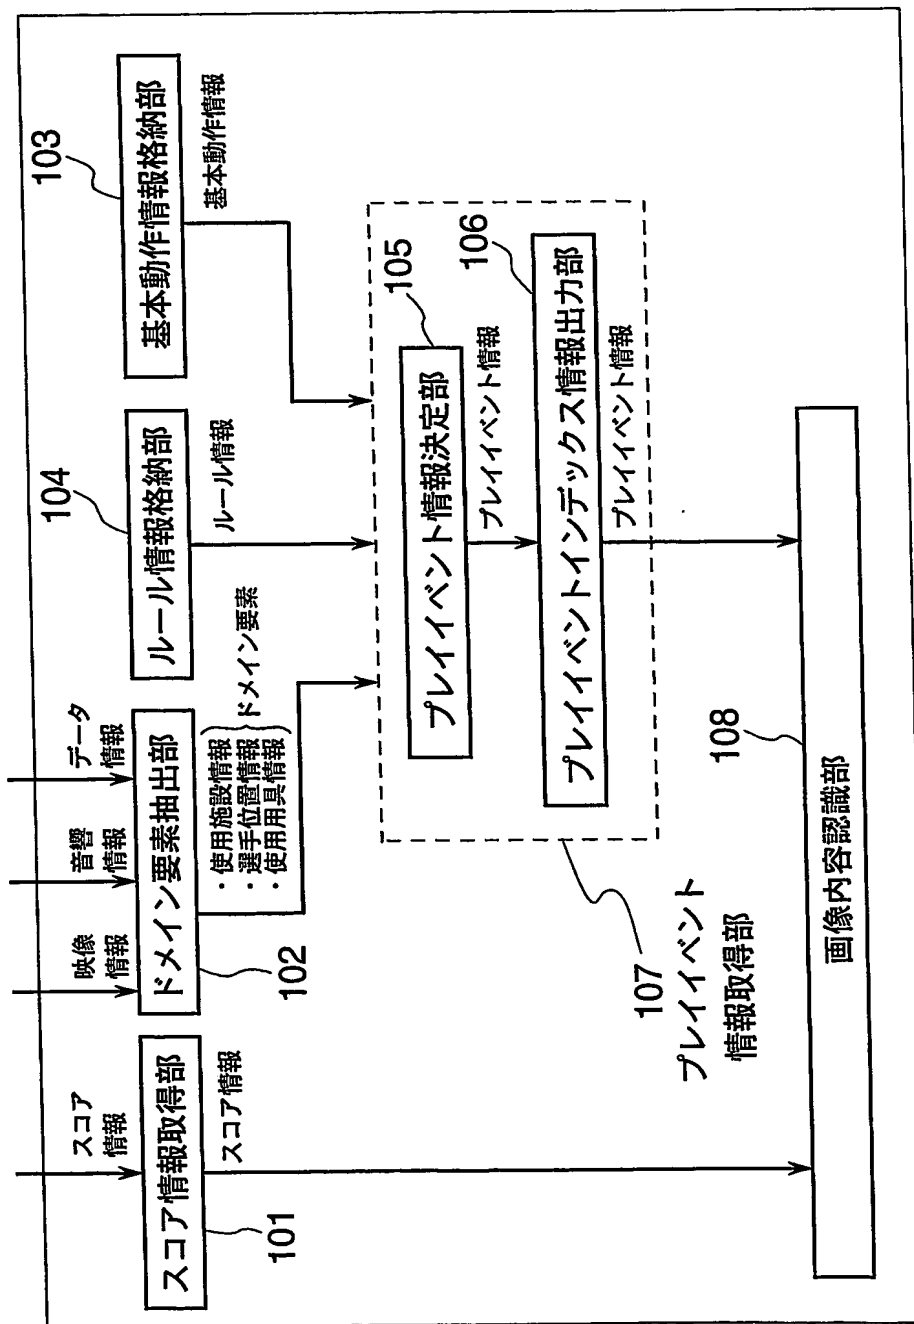 スコア
情報
映像
情報
音響
情報
データ
情報
スコア情報取得部
101
スコア情報
ドメイン要素抽出部
102
・使用施設情報
・選手位置情報
・使用用具情報
ドメイン要素
ルール情報格納部
104
ルール情報
基本動作情報格納部
103
基本動作情報
プレイイベント情報決定部
105
プレイイベント情報
プレイイベントインデックス情報出力部
106
プレイイベント情報
107
プレイイベント
情報取得部
画像内容認識部
108